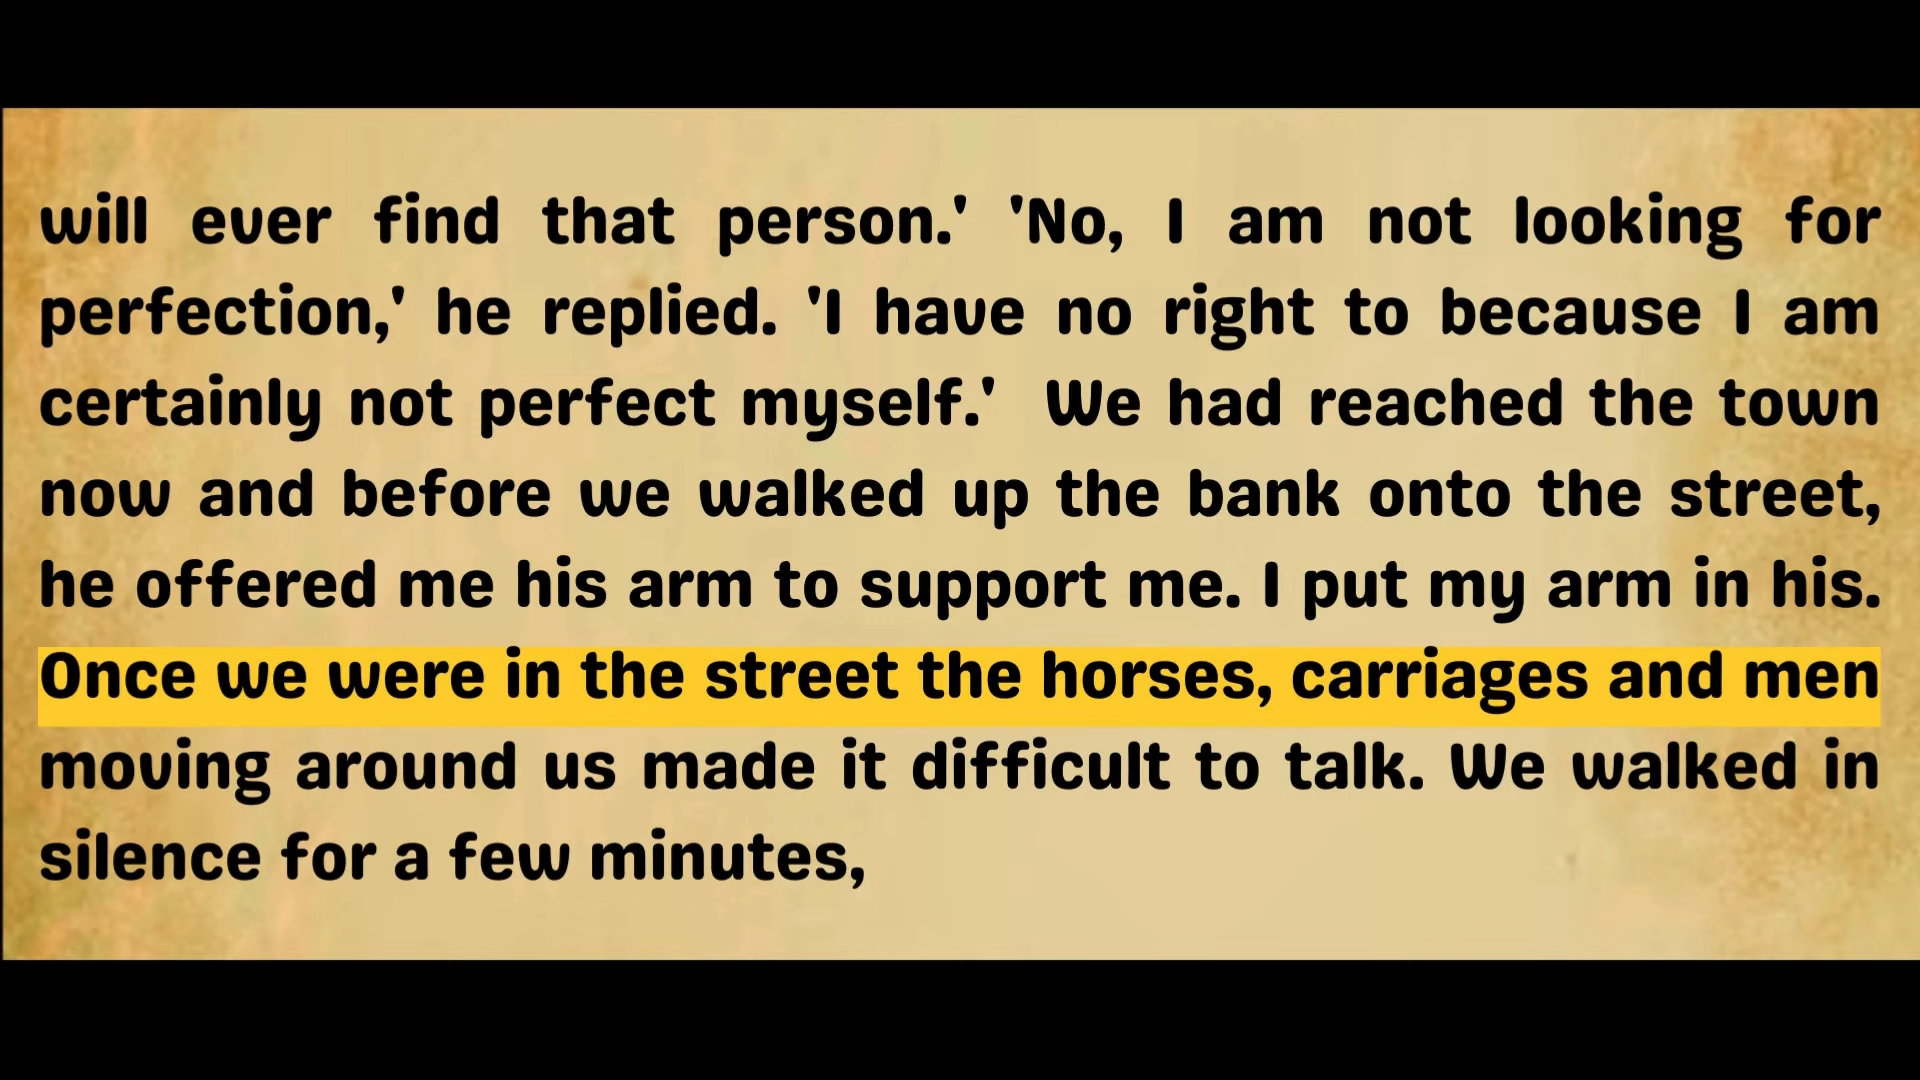 will ever find that person.' 'No, I am not looking for
perfection,' he replied. 'I have no right to because I am
certainly not perfect myself.' We had reached the town
now and before we walked up the bank onto the street,
he offered me his arm to support me. I put my arm in his.
Once we were in the street the horses, carriages and men
moving around us made it difficult to talk. We walked in
silence for a few minutes,